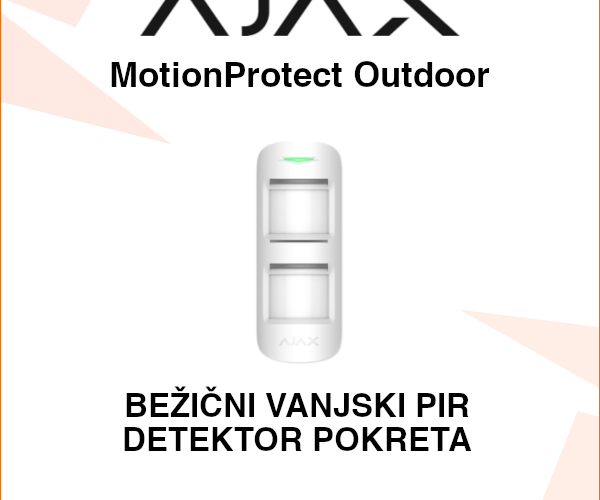 AJAX
MotionProtect Outdoor
AJAX
BEŽIČNI VANJSKI PIR
DETEKTOR POKRETA